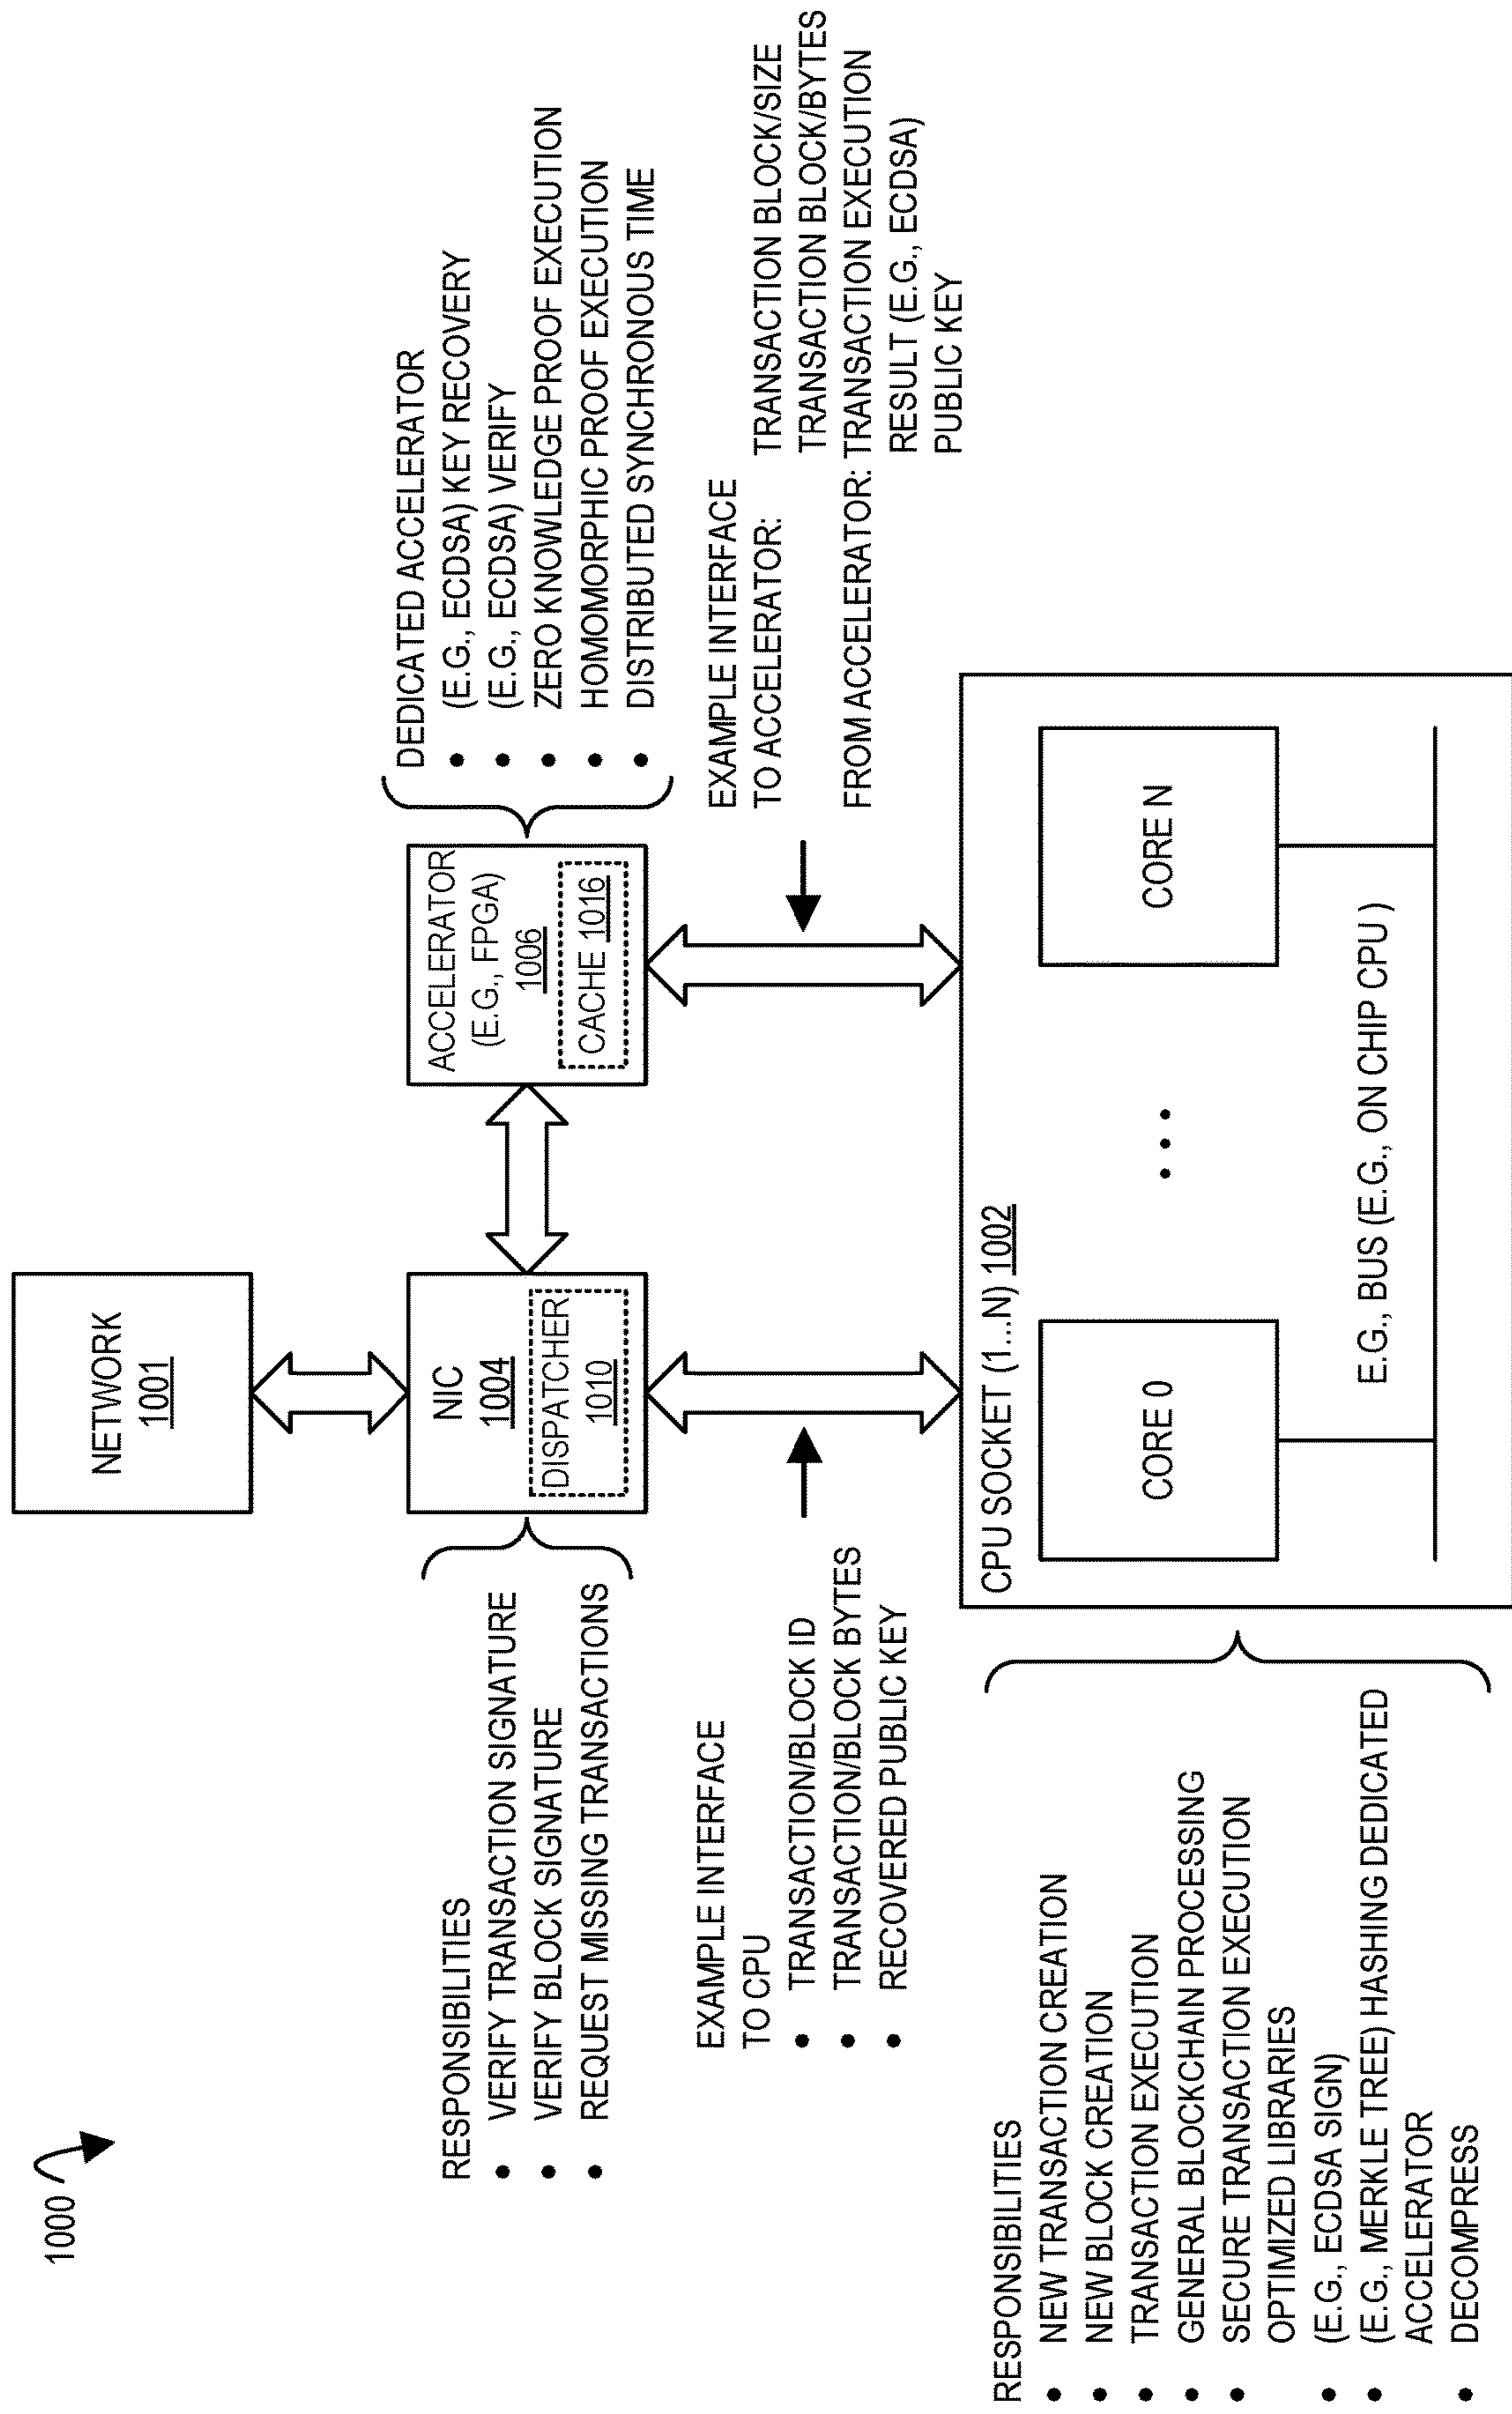 1000
NETWORK
1001
RESPONSIBILITIES
• VERIFY TRANSACTION SIGNATURE
• VERIFY BLOCK SIGNATURE
• REQUEST MISSING TRANSACTIONS
NIC
1004
DISPATCHER
1010
ACCELERATOR
(E.G., FPGA)
1006
CACHE 1016
DEDICATED ACCELERATOR
• (E.G., ECDSA) KEY RECOVERY
• (E.G., ECDSA) VERIFY
• ZERO KNOWLEDGE PROOF EXECUTION
• HOMOMORPHIC PROOF EXECUTION
• DISTRIBUTED SYNCHRONOUS TIME
EXAMPLE INTERFACE
TO CPU
• TRANSACTION/BLOCK ID
• TRANSACTION/BLOCK BYTES
• RECOVERED PUBLIC KEY
EXAMPLE INTERFACE
TO ACCELERATOR: TRANSACTION BLOCK/SIZE
TRANSACTION BLOCK/BYTES
FROM ACCELERATOR: TRANSACTION EXECUTION
RESULT (E.G., ECDSA)
PUBLIC KEY
RESPONSIBILITIES
• NEW TRANSACTION CREATION
• NEW BLOCK CREATION
• TRANSACTION EXECUTION
• GENERAL BLOCKCHAIN PROCESSING
• SECURE TRANSACTION EXECUTION
OPTIMIZED LIBRARIES
• (E.G., ECDSA SIGN)
• (E.G., MERKLE TREE) HASHING DEDICATED
ACCELERATOR
• DECOMPRESS
CPU SOCKET (1...N) 1002
CORE 0
• • •
CORE N
E.G., BUS (E.G., ON CHIP CPU )